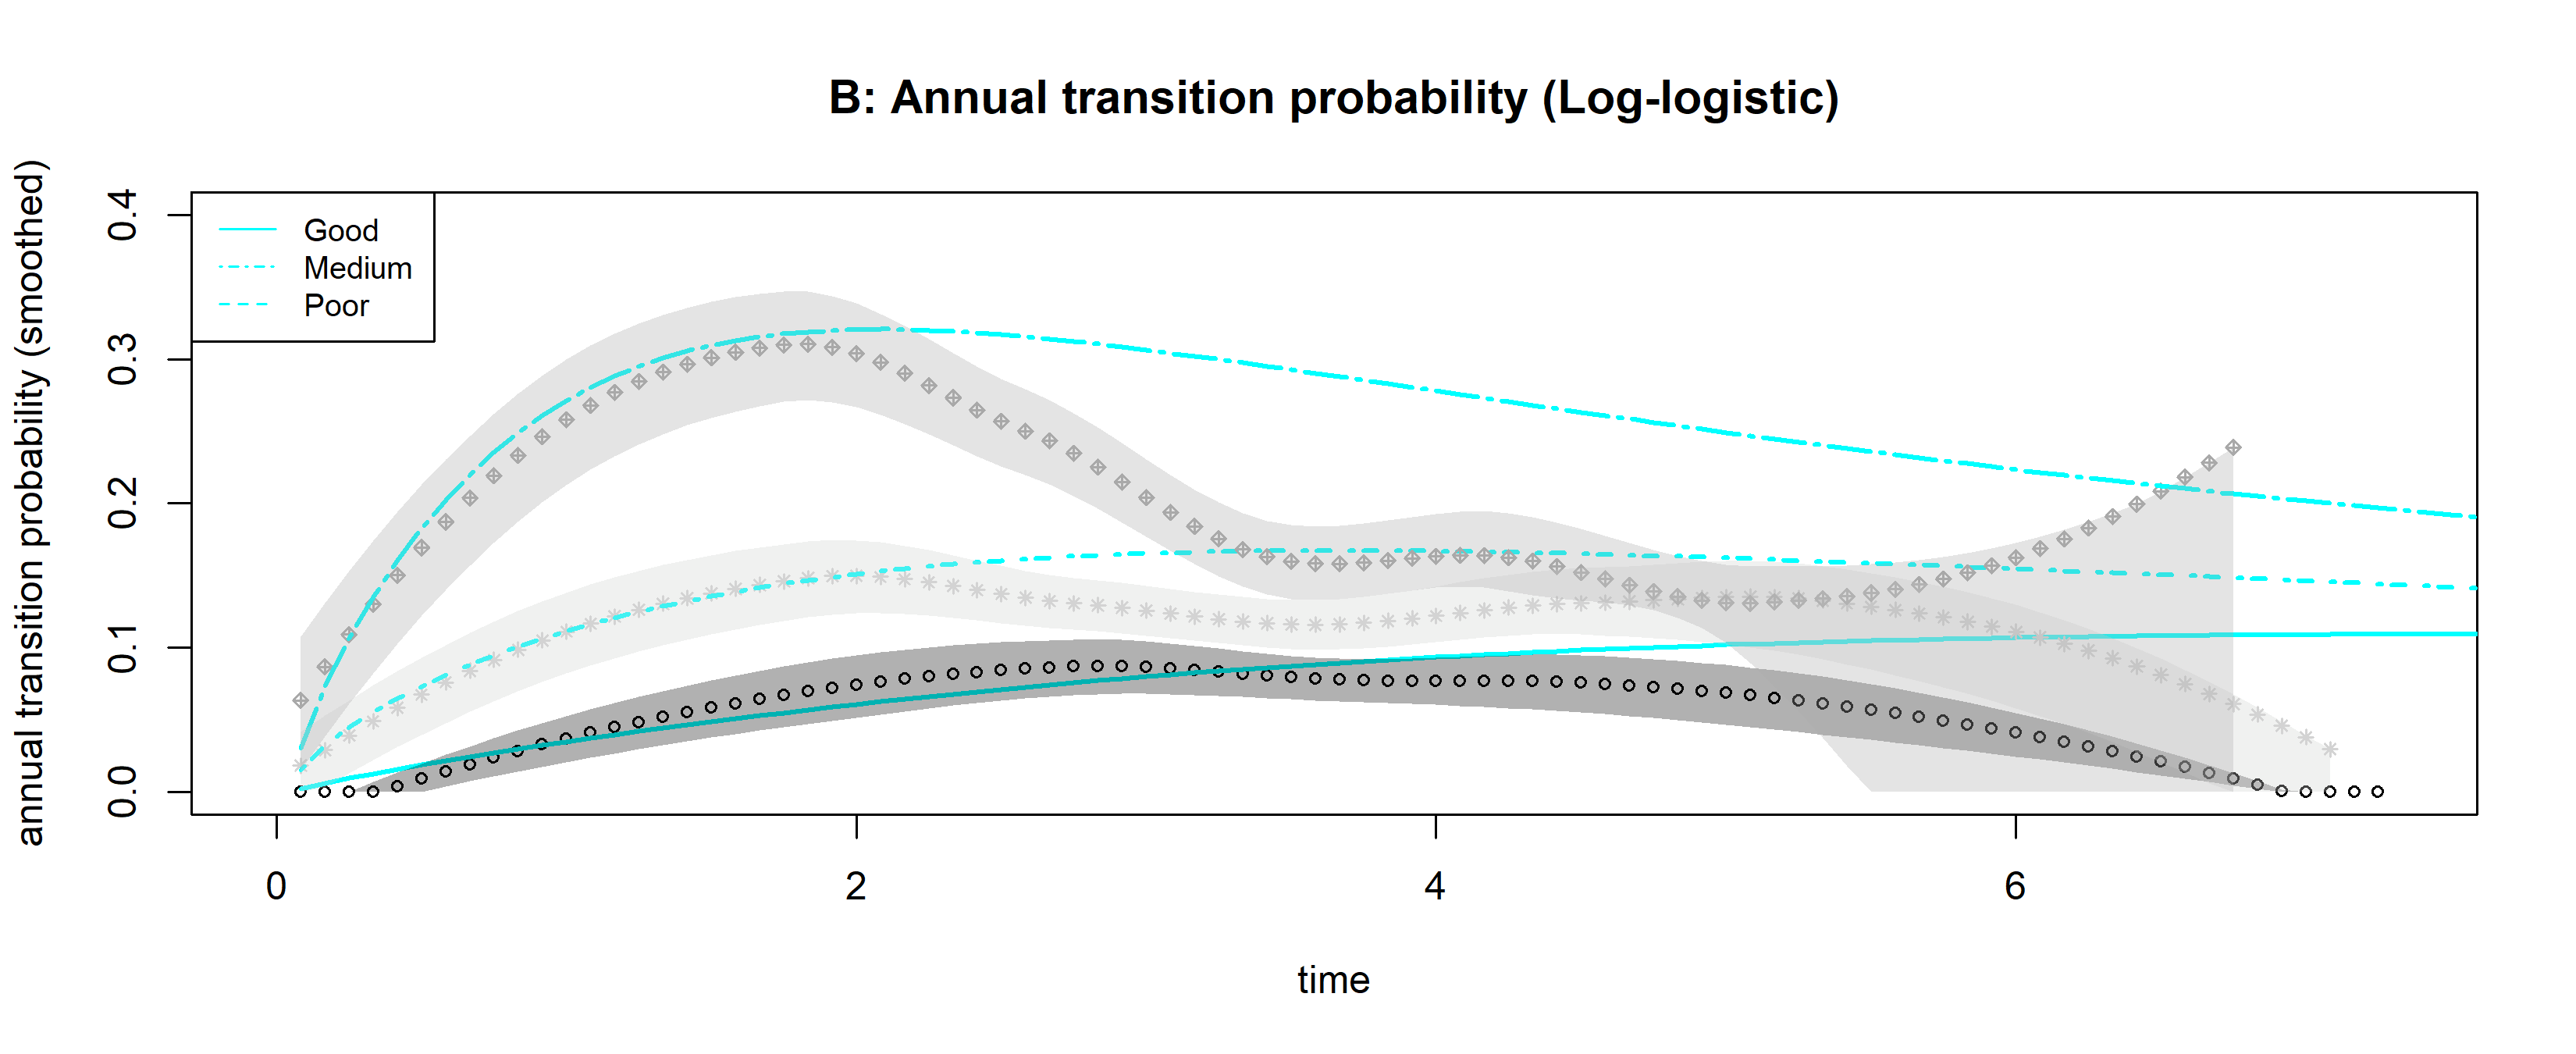 B: Annual transition probability (Log-logistic)
annual transition probability (smoothed)
0.4
0.3
0.2
0.1
0.0
Good
Medium
Poor
0
2
4
6
time